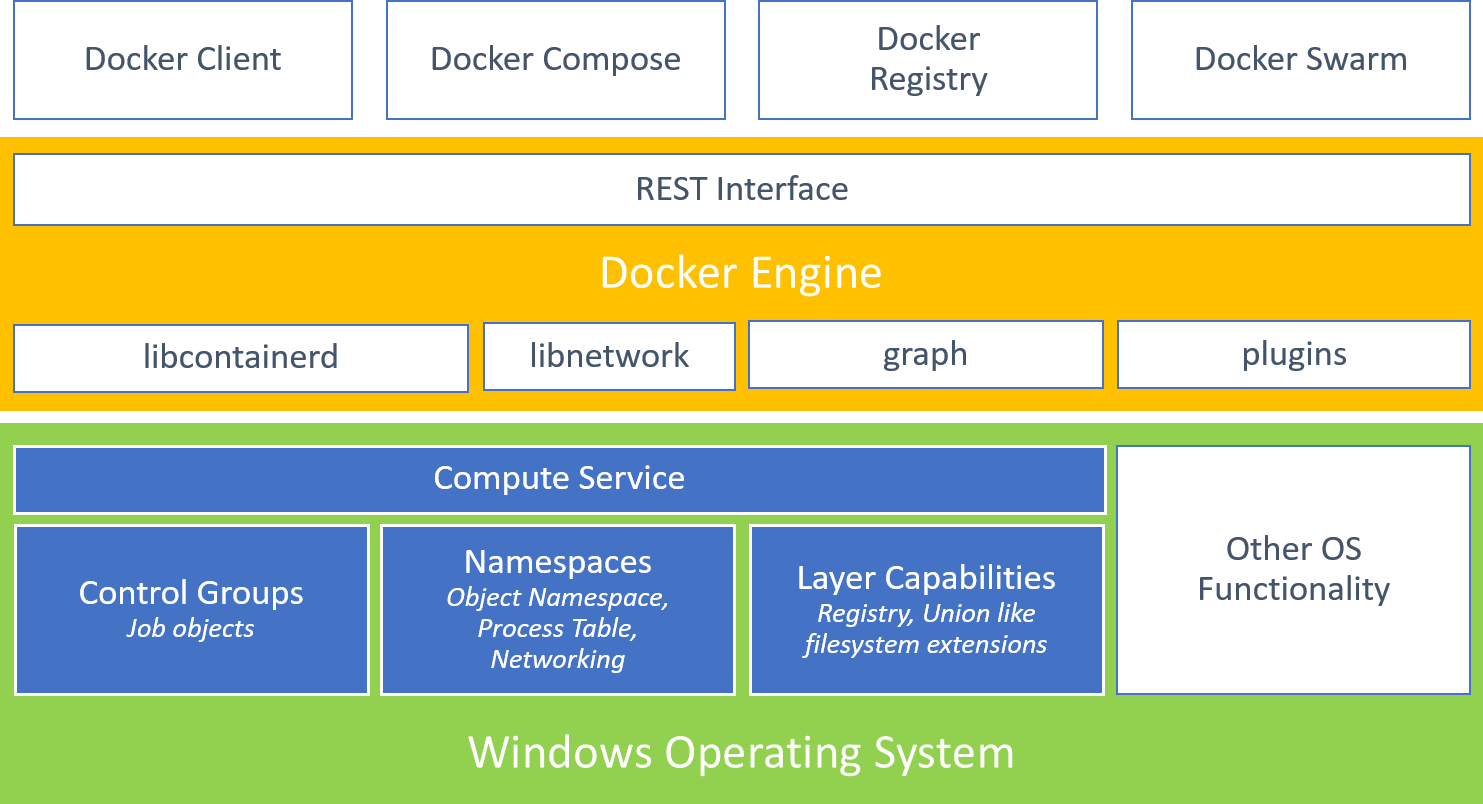 Docker Client
Docker Compose
Docker
Registry
Docker Swarm
REST Interface
Docker Engine
libcontainerd
libnetwork
graph
plugins
Compute Service
Control Groups
Job objects
Namespaces
Object Namespace,
Process Table,
Networking
Layer Capabilities
Registry, Union like
filesystem extensions
Other OS
Functionality
Windows Operating System